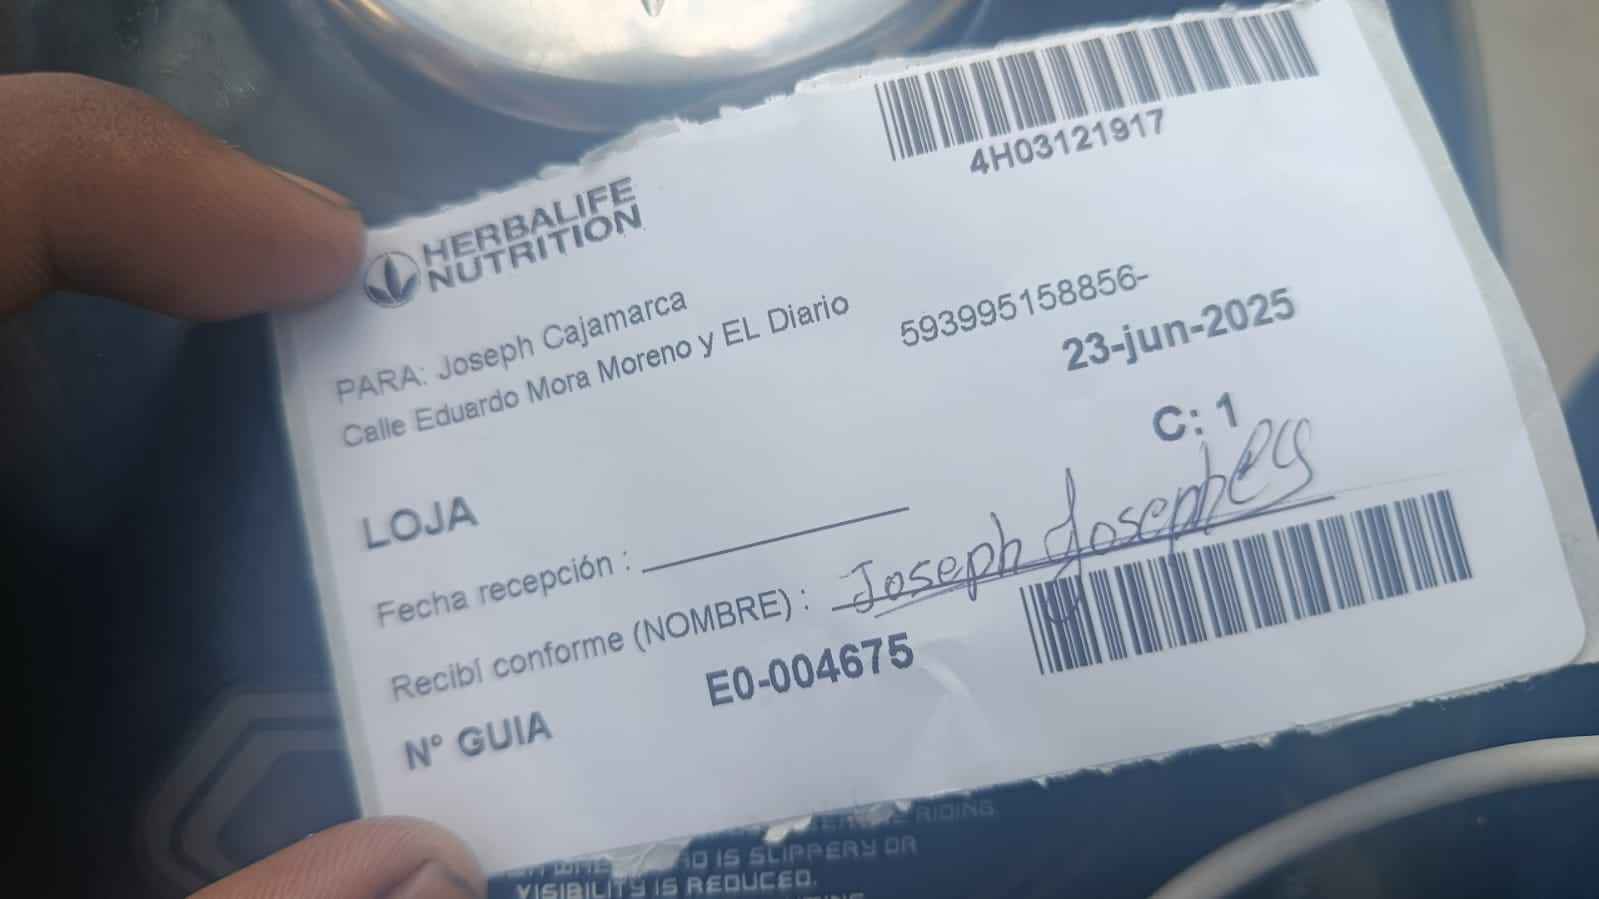 4H03121917
HERBALIFE
NUTRITION
PARA: Joseph Cajamarca
Calle Eduardo Mora Moreno y EL Diario
593995158856-
23-jun-2025
C: 1
LOJA
Fecha recepción :
Recibí conforme (NOMBRE) : Joseph
N° GUIA
E0-004675
RIDING.
IS SLIPPERY OR
VISIBILITY IS REDUCED.